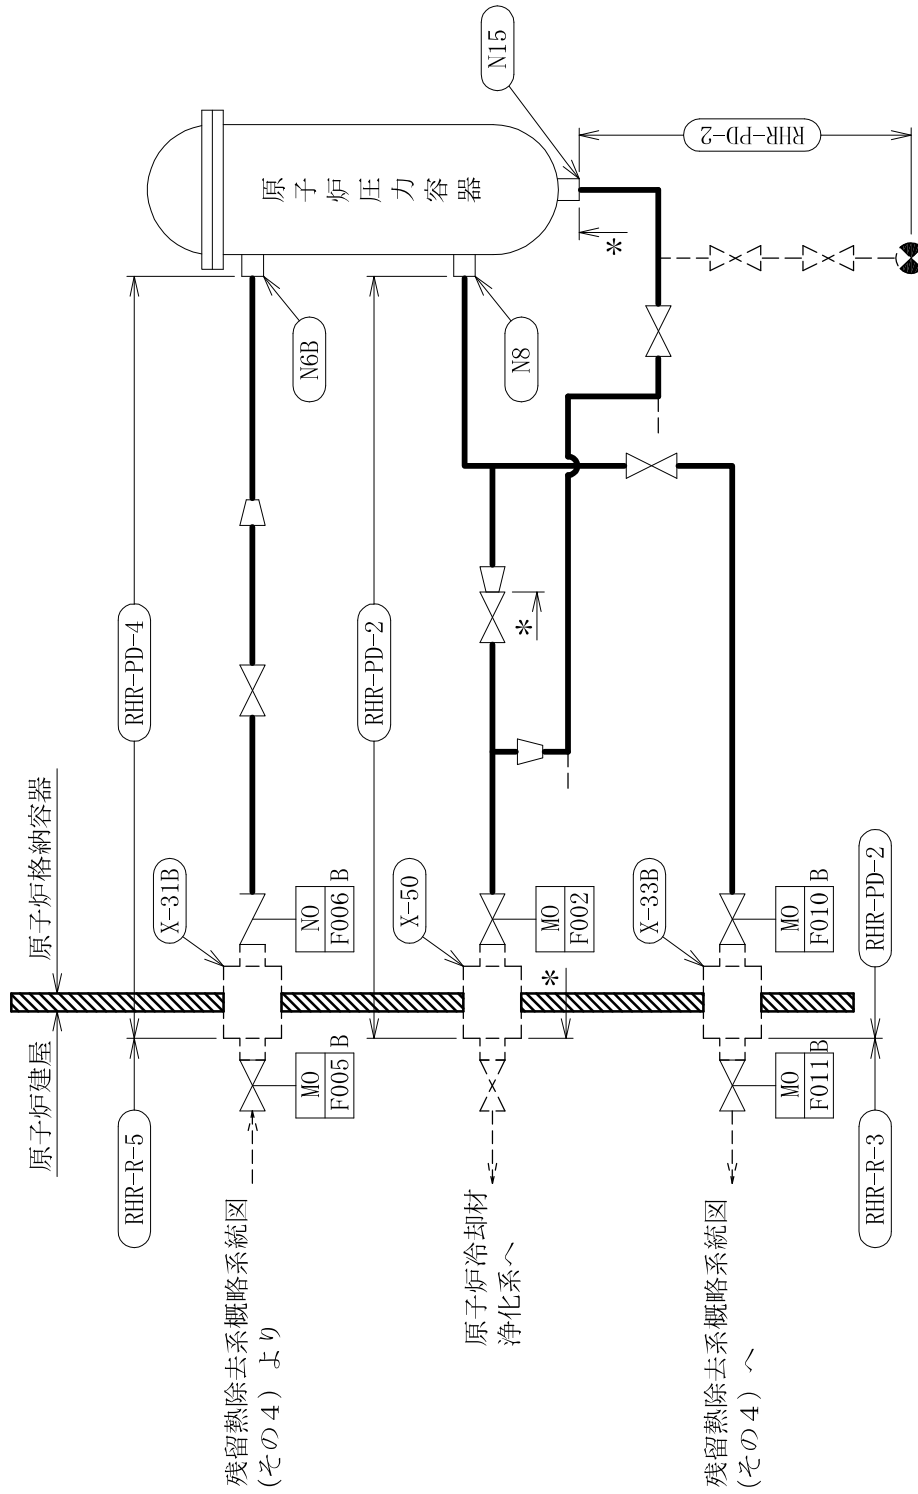 原子炉建屋
原子炉格納容器
RHR-R-5
RHR-PD-4
残留熱除去系概略系統図
(その４) より
MO
F005 B
X-31B
NO
F006 B
N6B
原子炉圧力容器
RHR-PD-2
原子炉冷却材
浄化系へ
X-50
MO
F002
*
*
N8
N15
*
RHR-PD-2
残留熱除去系概略系統図
(その４) へ
MO
F011 B
X-33B
MO
F010 B
RHR-R-3
RHR-PD-2